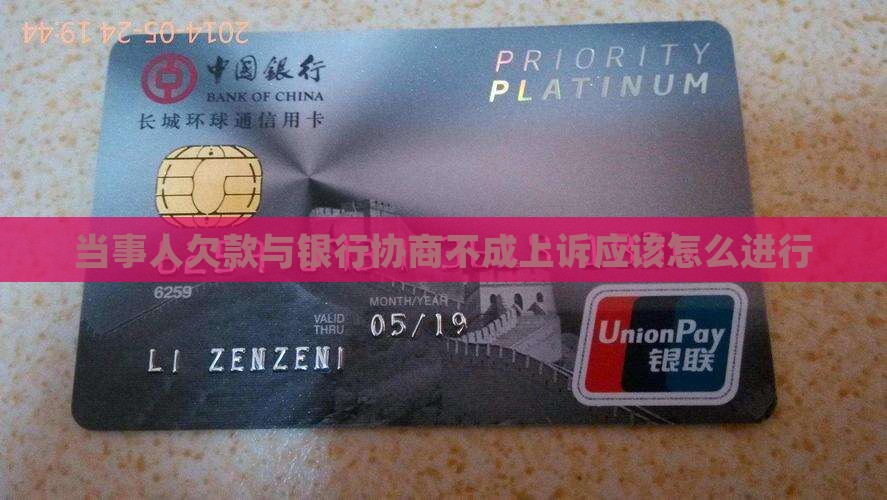 2014-05-24 19:44
中国银行
BANK OF CHINA
长城环球通信用卡
PRIORITY
PLATINUM
当事人欠款与银行协商不成上诉应该怎么进行
6259
MONTH/YEAR
VALID
THRU
05/19
LI ZENZENI
UnionPay
银联